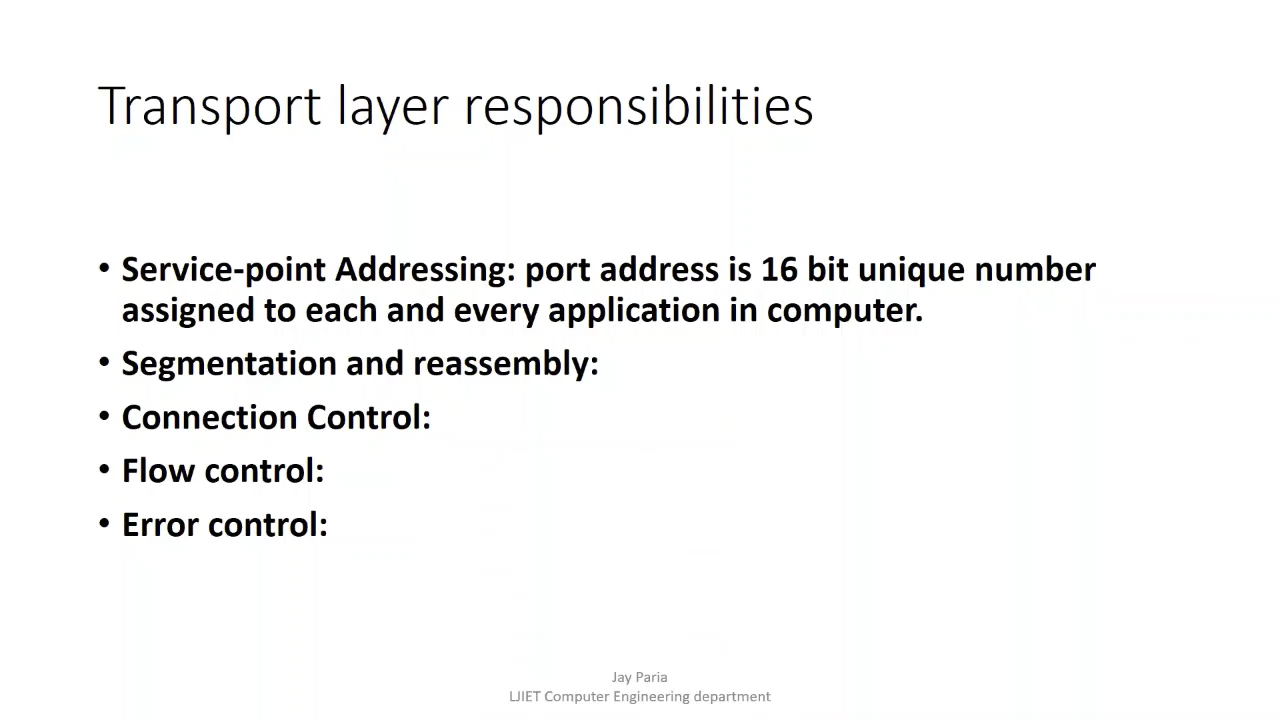 Transport layer responsibilities
• Service-point Addressing: port address is 16 bit unique number
assigned to each and every application in computer.
• Segmentation and reassembly:
• Connection Control:
• Flow control:
• Error control:
Jay Paria
LJIET Computer Engineering department